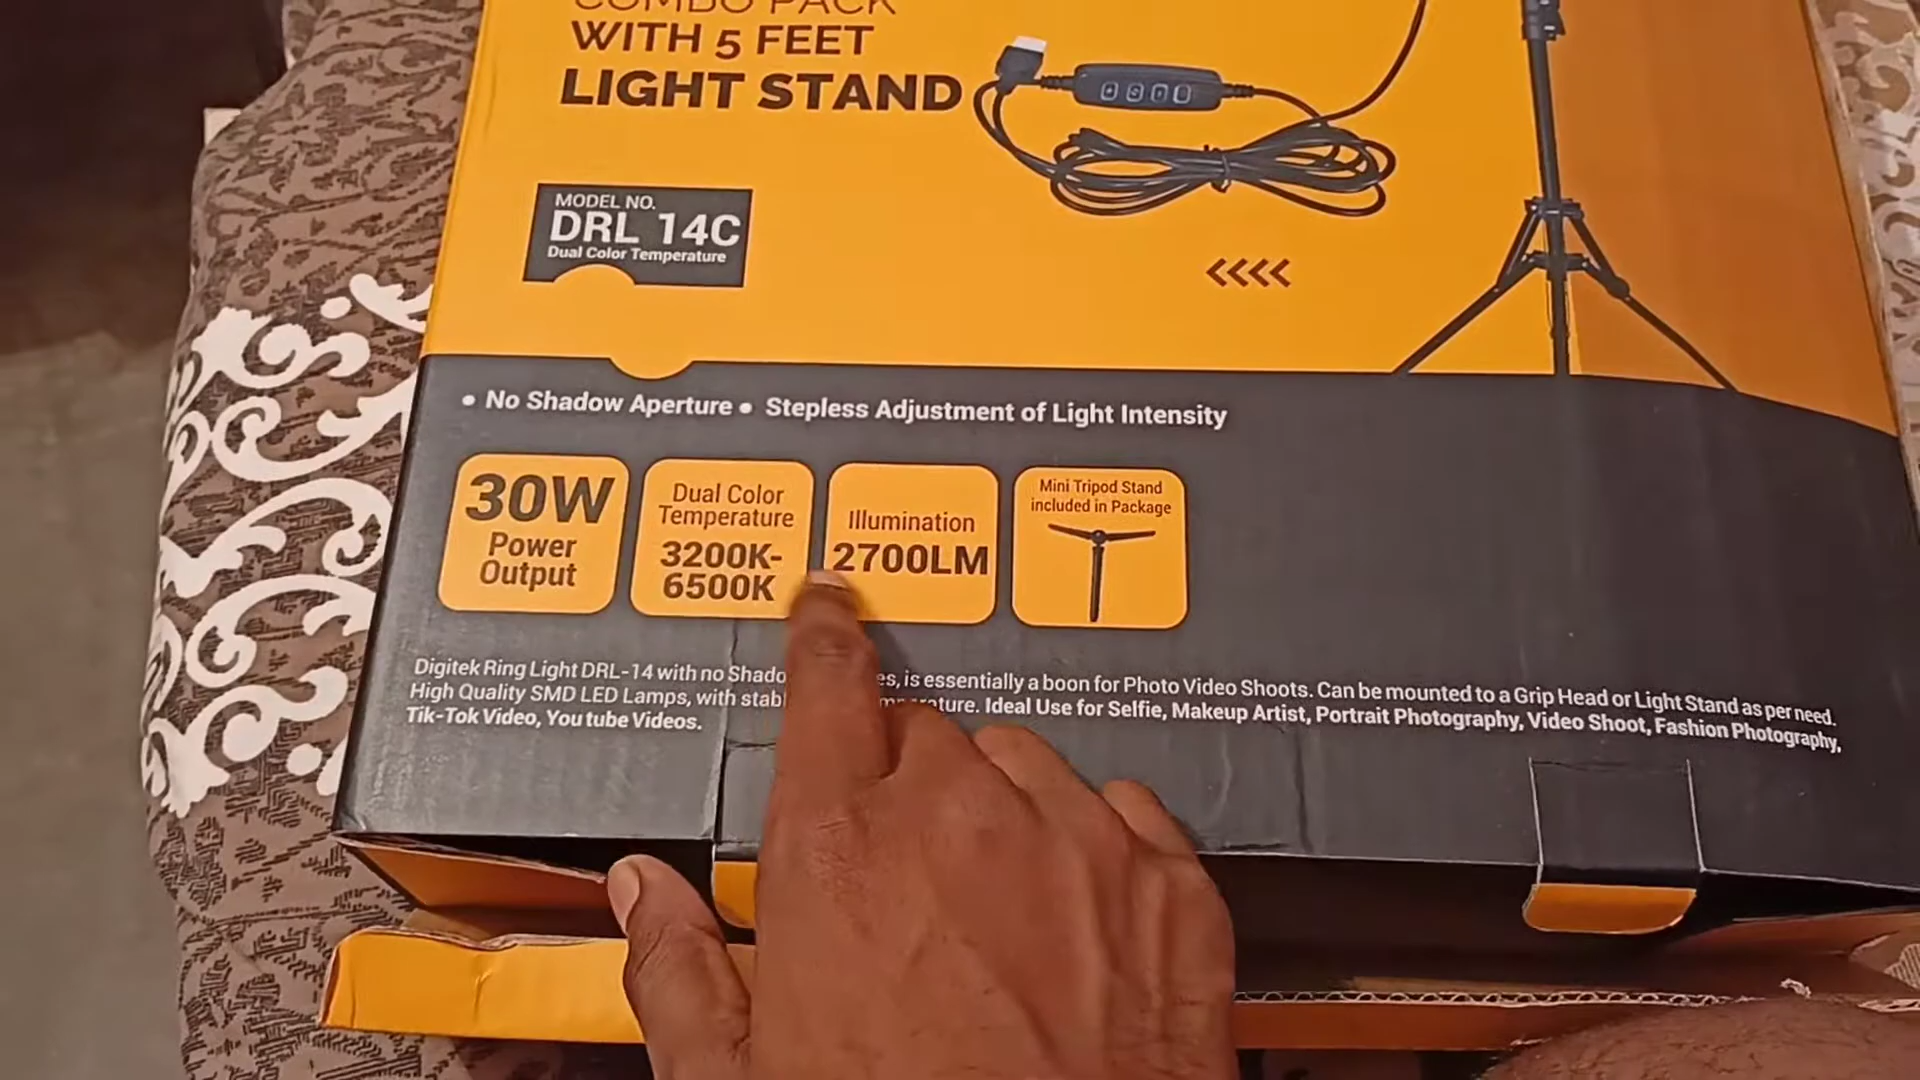 COMBO PACK
WITH 5 FEET
LIGHT STAND
MODEL NO.
DRL 14C
Dual Color Temperature
• No Shadow Aperture • Stepless Adjustment of Light Intensity
30W
Power
Output
Dual Color
Temperature
3200K-
6500K
Illumination
2700LM
Mini Tripod Stand
included in Package
Digitek Ring Light DRL-14 with no is essentially a boon for Photo Video Shoots. Can be mounted to a Grip Head or Light Stand as per need.
High Quality SMD LED Lamps, with Ideal Use for Selfie, Makeup Artist, Portrait Photography, Video Shoot, Fashion Photography,
Tik-Tok Video, You tube Videos.